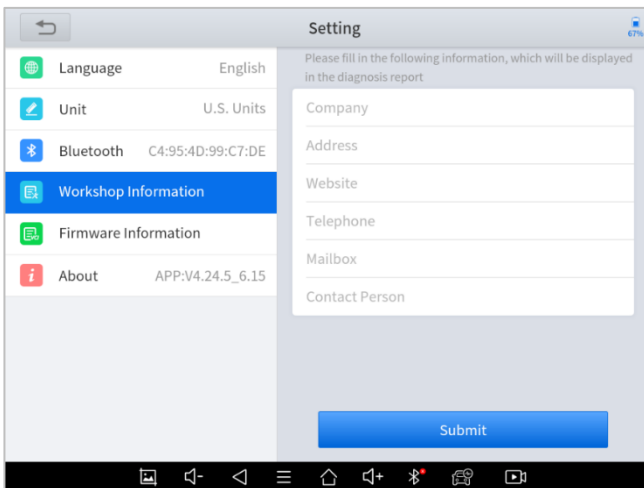 Setting
67%
Language English
Unit U.S. Units
Bluetooth C4:95:4D:99:C7:DE
Workshop Information
Firmware Information
About APP:V4.24.5_6.15
Please fill in the following information, which will be displayed
in the diagnosis report
Company
Address
Website
Telephone
Mailbox
Contact Person
Submit